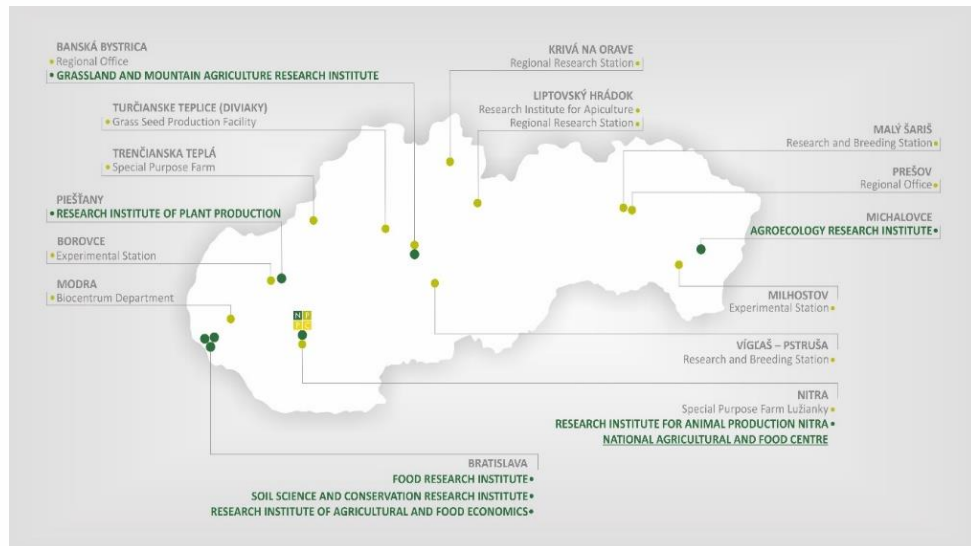 BANSKÁ BYSTRICA
Regional Office
GRASSLAND AND MOUNTAIN AGRICULTURE RESEARCH INSTITUTE
TURČIANSKE TEPLICE (DIVIAKY)
Grass Seed Production Facility
TRENČIANSKA TEPLÁ
Special Purpose Farm
PIEŠŤANY
RESEARCH INSTITUTE OF PLANT PRODUCTION
BOROVCE
Experimental Station
MODRA
Biocentrum Department
KRIVÁ NA ORAVE
Regional Research Station
LIPTOVSKÝ HRÁDOK
Research Institute for Apiculture
Regional Research Station
MALÝ ŠARIŠ
Research and Breeding Station
PREŠOV
Regional Office
MICHALOVCE
AGROECOLOGY RESEARCH INSTITUTE
MILHOSTOV
Experimental Station
VÍGĽAŠ – PSTRUŠA
Research and Breeding Station
N P
P C
NITRA
Special Purpose Farm Lužianky
RESEARCH INSTITUTE FOR ANIMAL PRODUCTION NITRA
NATIONAL AGRICULTURAL AND FOOD CENTRE
BRATISLAVA
FOOD RESEARCH INSTITUTE
SOIL SCIENCE AND CONSERVATION RESEARCH INSTITUTE
RESEARCH INSTITUTE OF AGRICULTURAL AND FOOD ECONOMICS